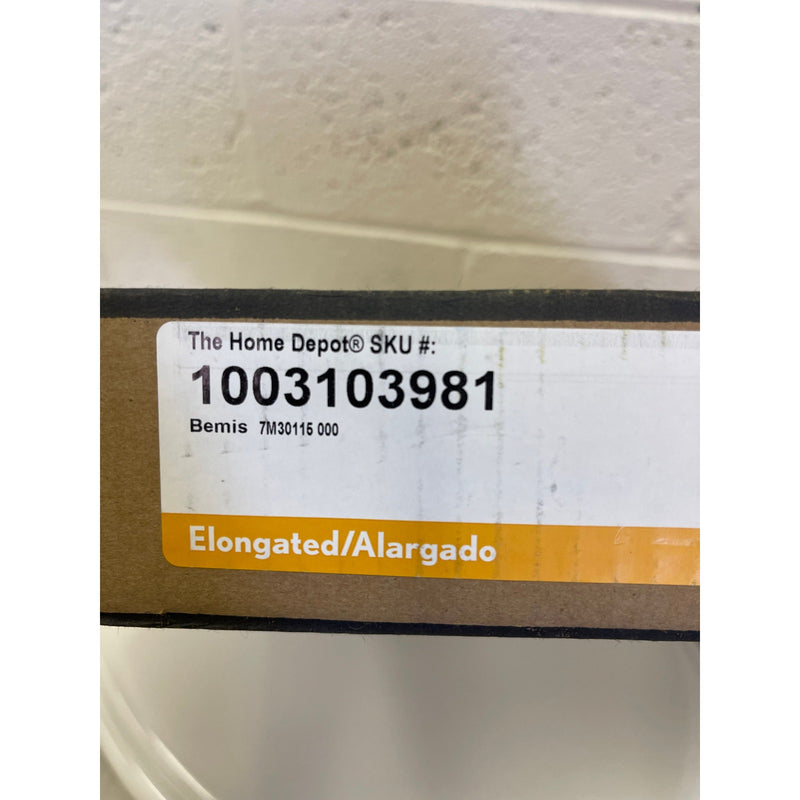 The Home Depot® SKU #:
1003103981
Bemis 7M30115 000
Elongated/Alargado